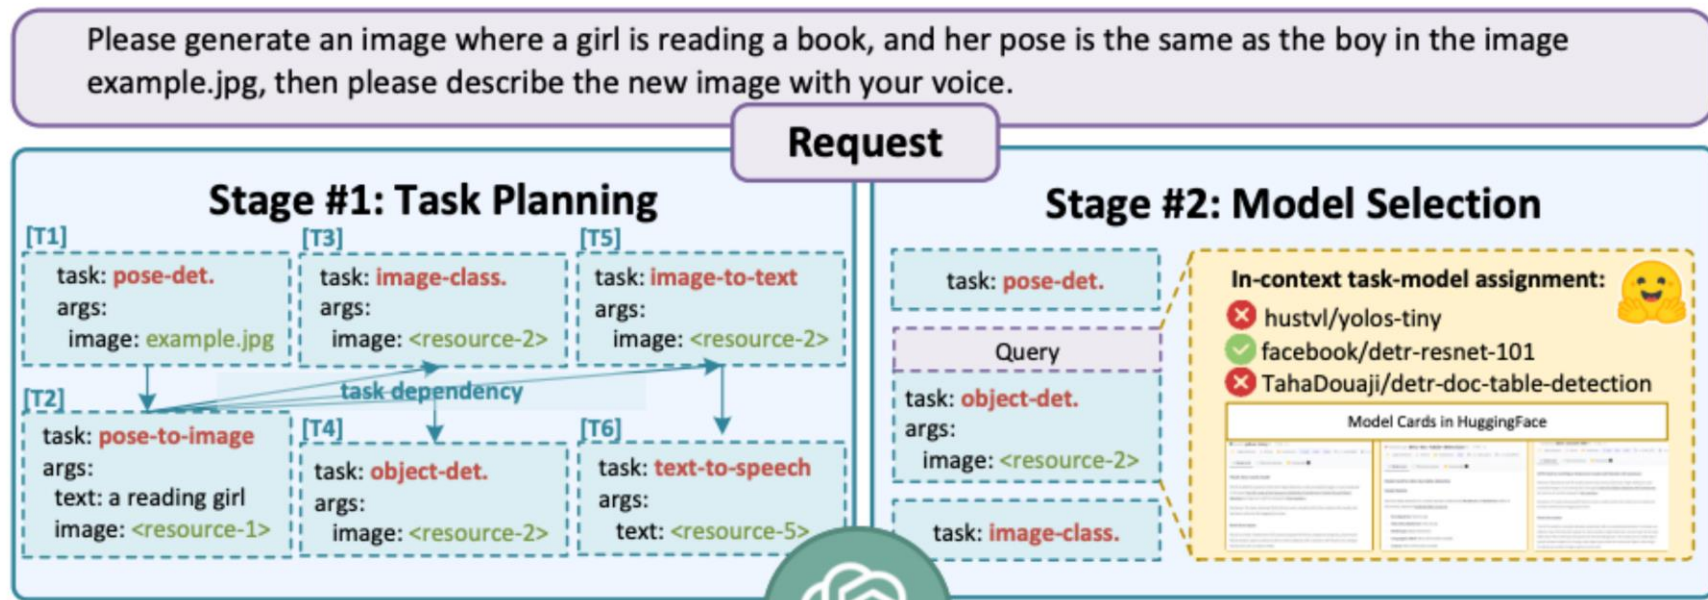 Please generate an image where a girl is reading a book, and her pose is the same as the boy in the image
example.jpg, then please describe the new image with your voice.
Request
Stage #1: Task Planning
[T1]
task: pose-det.
args:
image: example.jpg
[T3]
task: image-class.
args:
image: <resource-2>
[T5]
task: image-to-text
args:
image: <resource-2>
task dependency
[T2]
task: pose-to-image
args:
text: a reading girl
image: <resource-1>
[T4]
task: object-det.
args:
image: <resource-2>
[T6]
task: text-to-speech
args:
text: <resource-5>
Stage #2: Model Selection
task: pose-det.
Query
task: object-det.
args:
image: <resource-2>
task: image-class.
In-context task-model assignment:
hustvl/yolos-tiny
facebook/detr-resnet-101
TahaDouaji/detr-doc-table-detection
Model Cards in HuggingFace